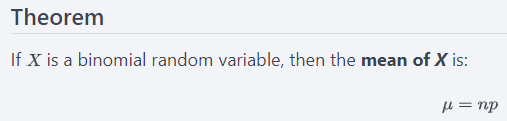 Theorem
If X is a binomial random variable, then the mean of X is:
μ = np